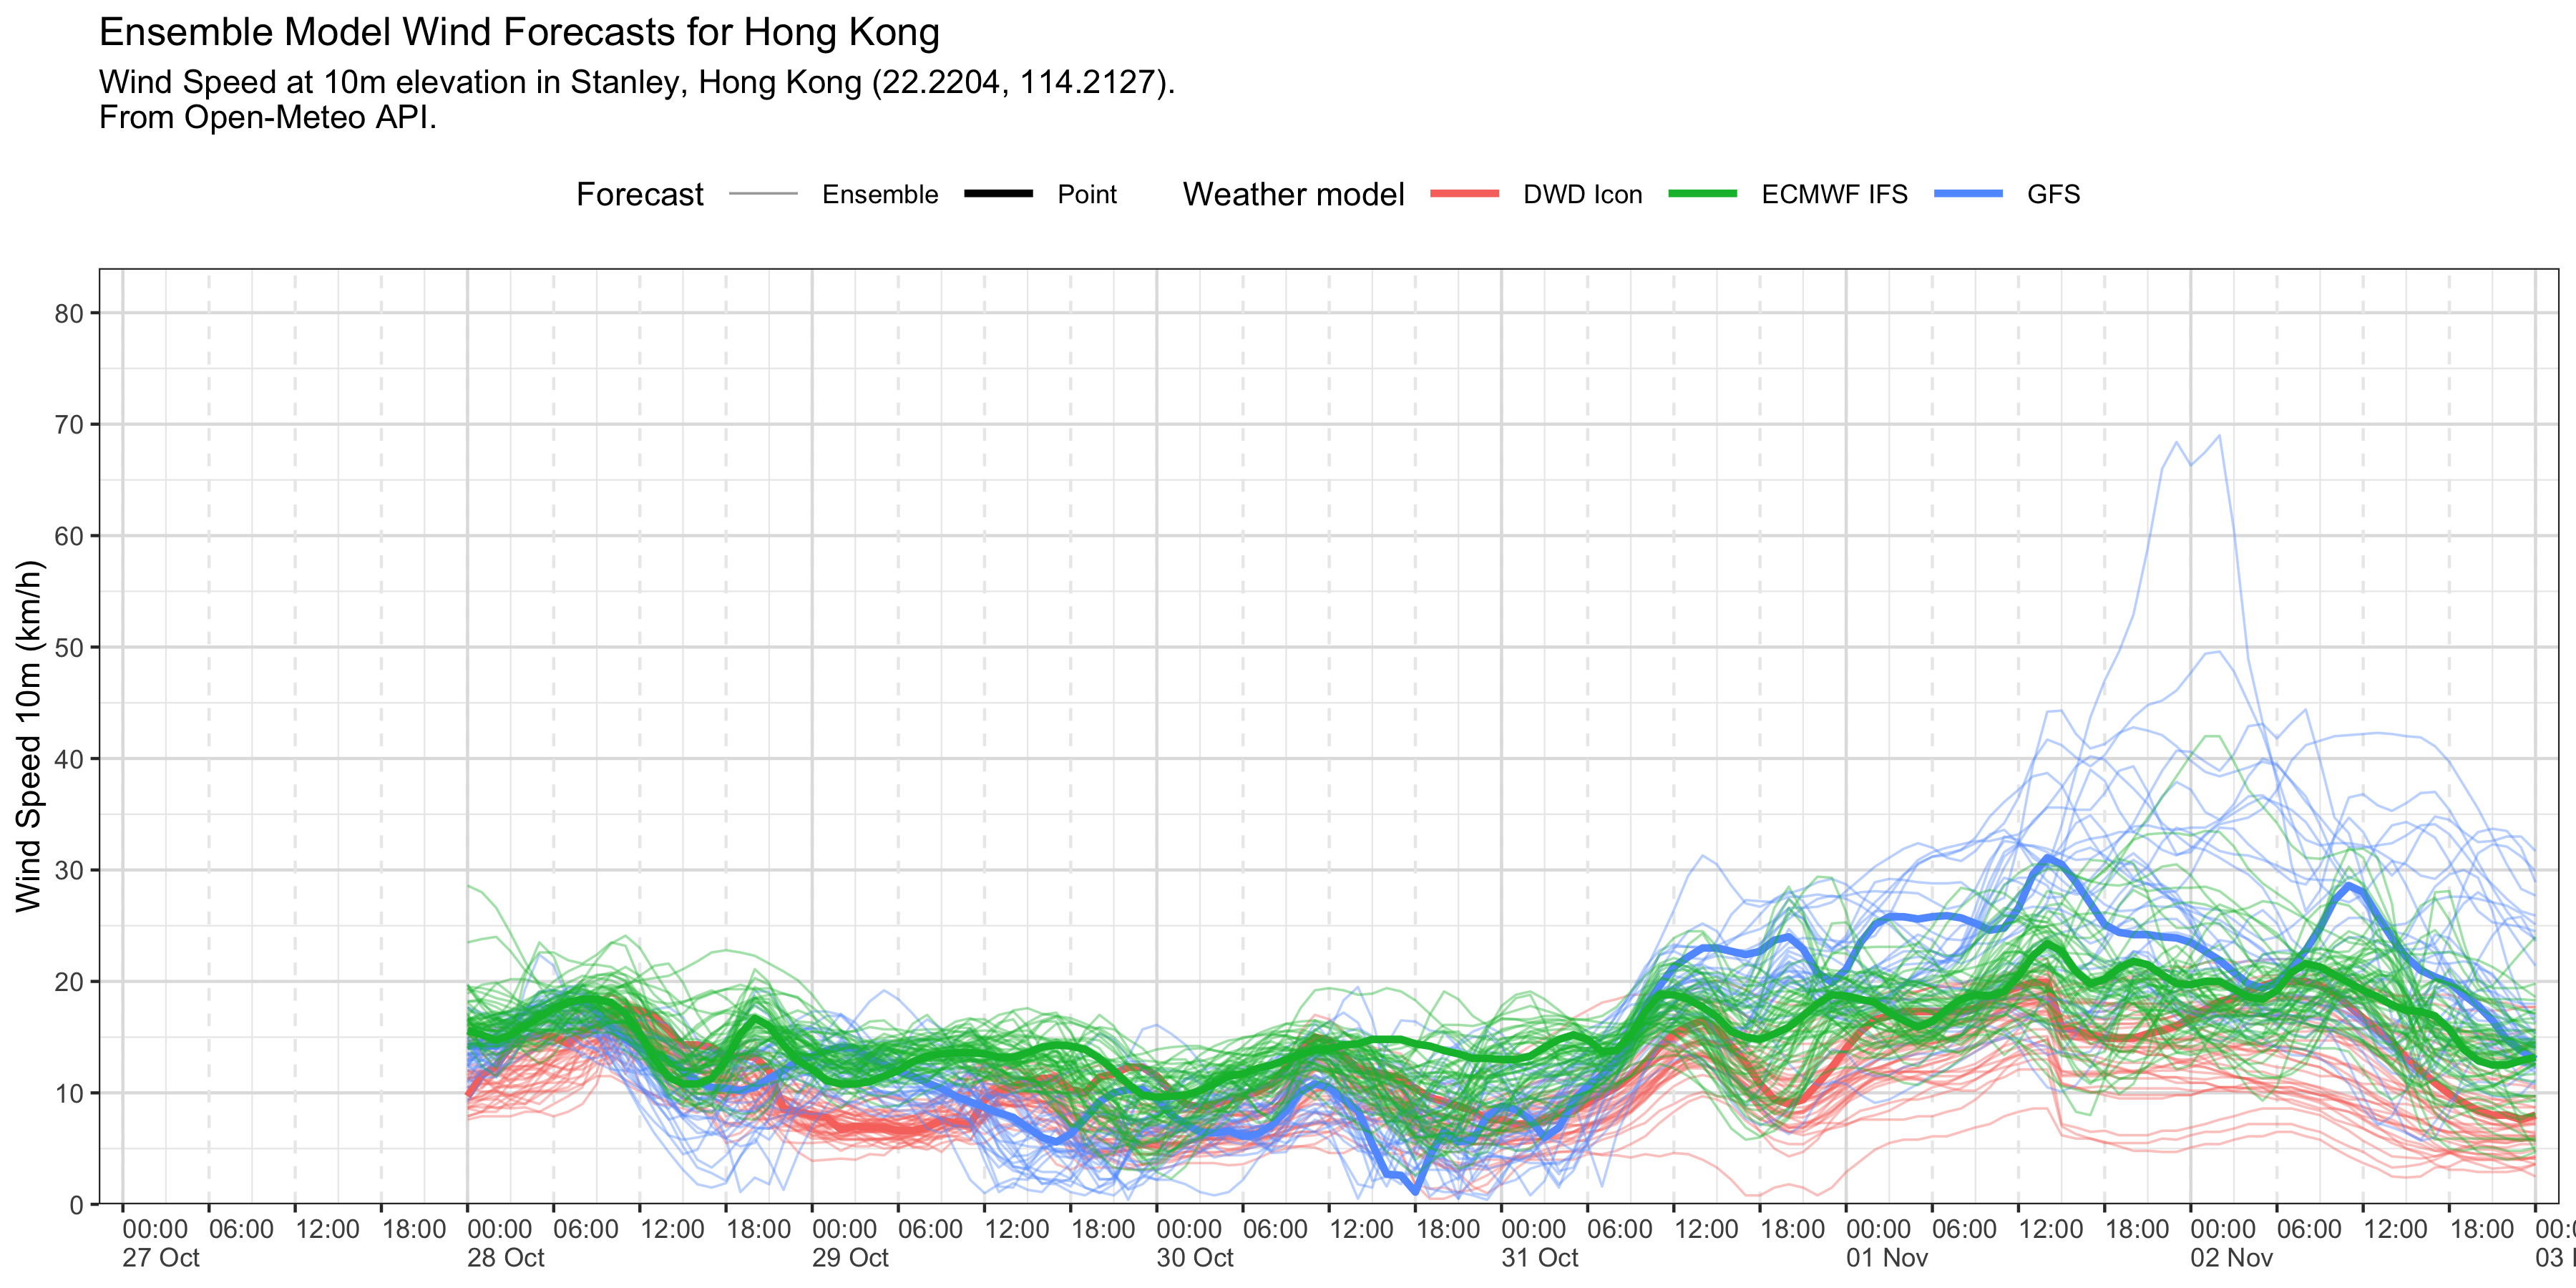 Ensemble Model Wind Forecasts for Hong Kong
Wind Speed at 10m elevation in Stanley, Hong Kong (22.2204, 114.2127).
From Open-Meteo API.
Forecast Ensemble Point Weather model DWD Icon ECMWF IFS GFS
Wind Speed 10m (km/h)
80
70
60
50
40
30
20
10
0
00:00 06:00 12:00 18:00 00:00 06:00 12:00 18:00 00:00 06:00 12:00 18:00 00:00 06:00 12:00 18:00 00:00 06:00 12:00 18:00 00:00 06:00 12:00 18:00 00:00 06:00 12:00 18:00
27 Oct 28 Oct 29 Oct 30 Oct 31 Oct 01 Nov 02 Nov 03